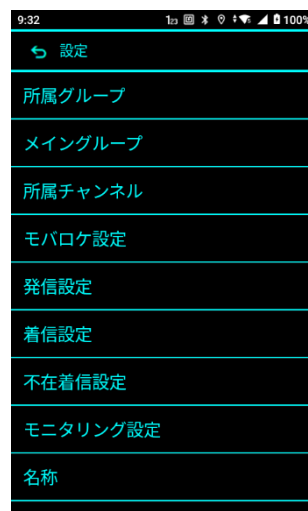 9:32 123 100%
設定
所属グループ
メイングループ
所属チャンネル
モバロケ設定
発信設定
着信設定
不在着信設定
モニタリング設定
名称